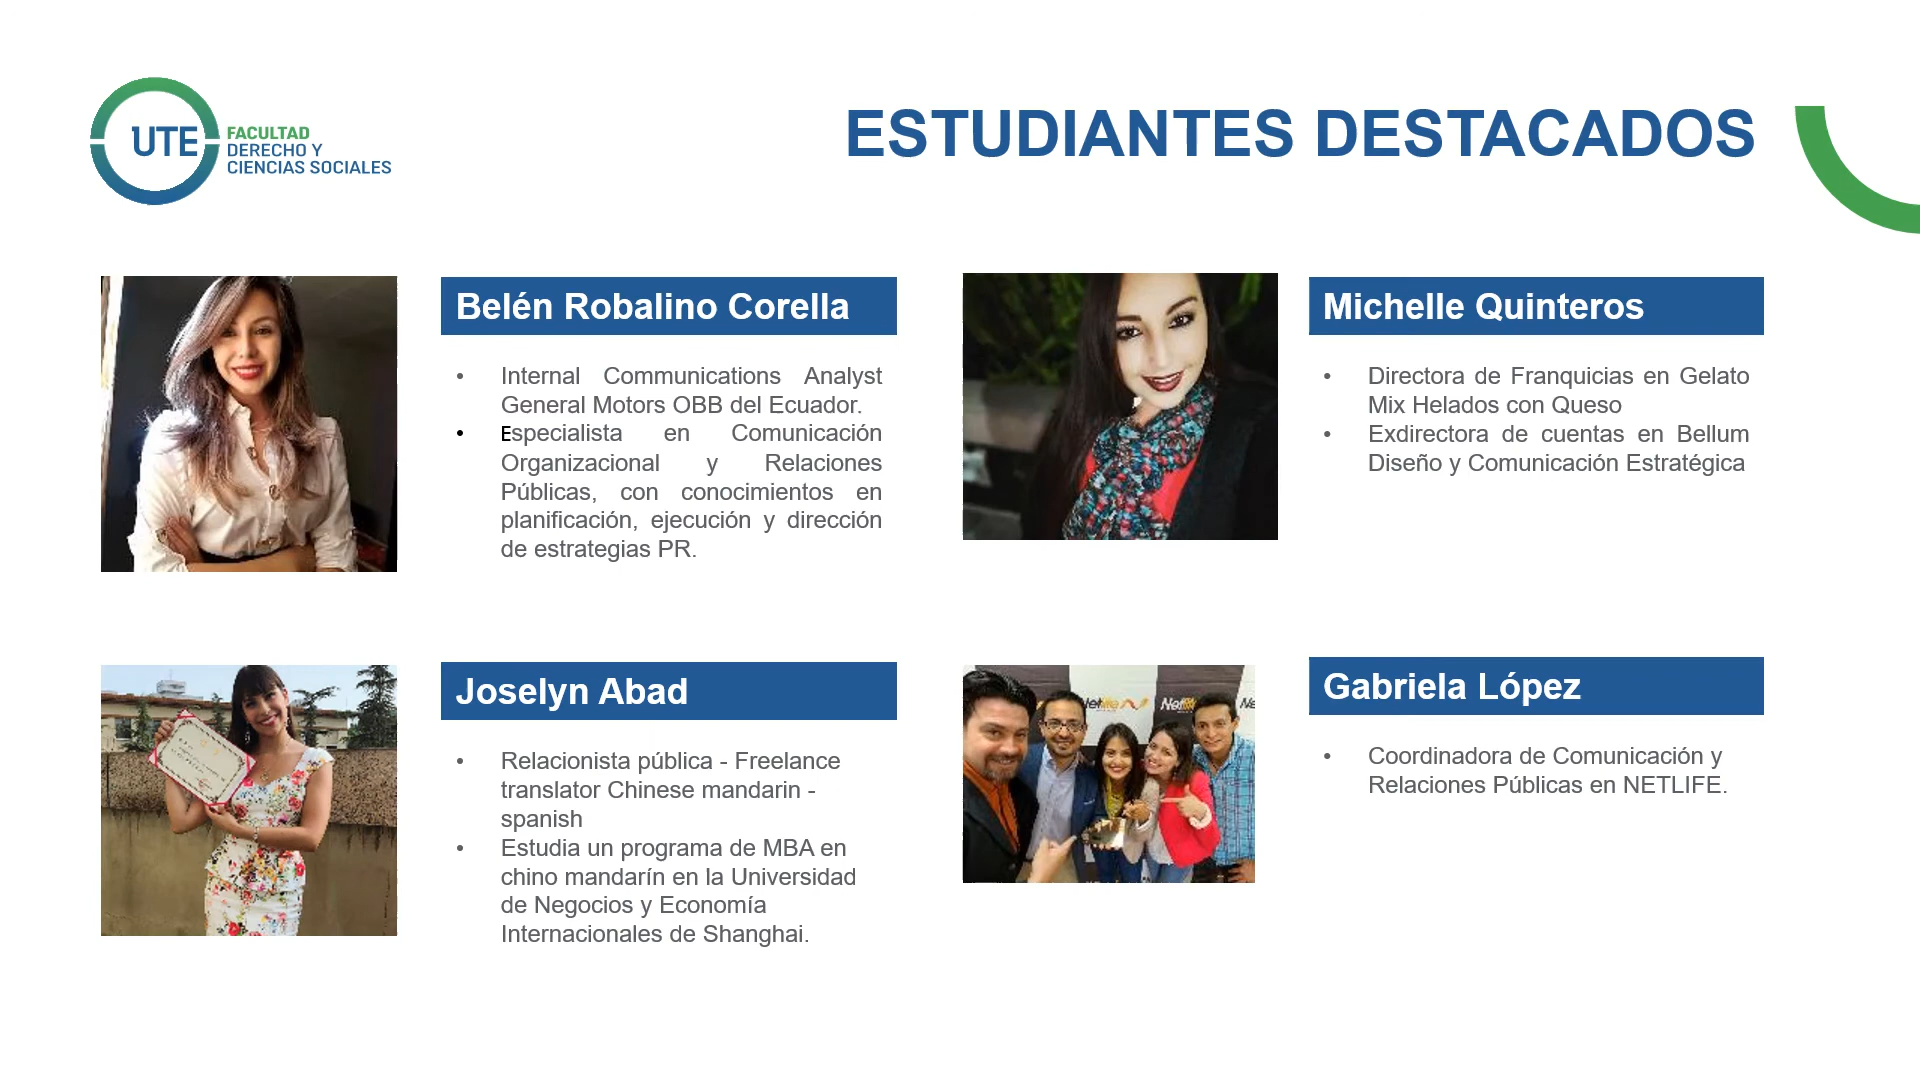 UTE
FACULTAD
DERECHO Y
CIENCIAS SOCIALES
ESTUDIANTES DESTACADOS
Belén Robalino Corella
• Internal Communications Analyst
General Motors OBB del Ecuador.
• Especialista en Comunicación
Organizacional y Relaciones
Públicas, con conocimientos en
planificación, ejecución y dirección
de estrategias PR.
Michelle Quinteros
• Directora de Franquicias en Gelato
Mix Helados con Queso
• Exdirectora de cuentas en Bellum
Diseño y Comunicación Estratégica
Joselyn Abad
• Relacionista pública - Freelance
translator Chinese mandarin -
spanish
• Estudia un programa de MBA en
chino mandarín en la Universidad
de Negocios y Economía
Internacionales de Shanghai.
Gabriela López
• Coordinadora de Comunicación y
Relaciones Públicas en NETLIFE.